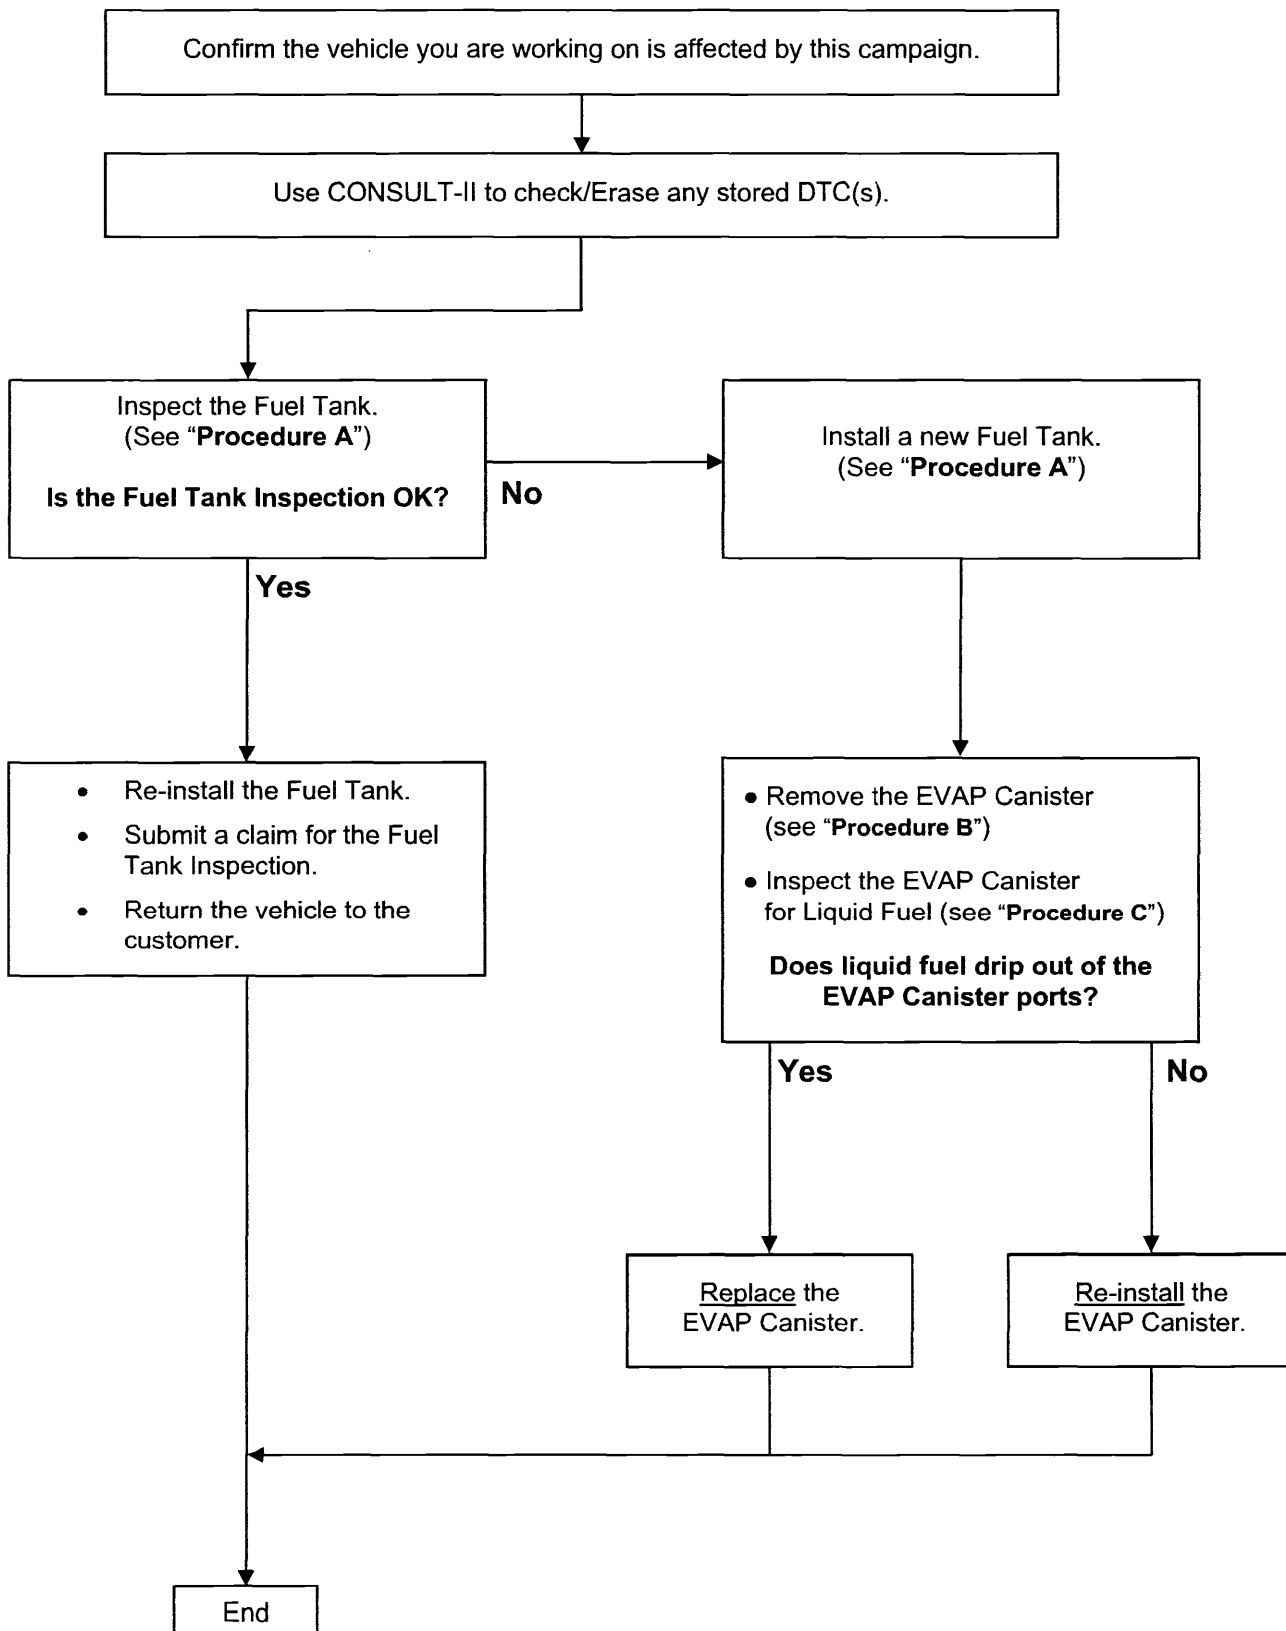 Confirm the vehicle you are working on is affected by this campaign.
Use CONSULT-II to check/Erase any stored DTC(s).
Inspect the Fuel Tank.
(See “Procedure A”)
Is the Fuel Tank Inspection OK?
No
Install a new Fuel Tank.
(See “Procedure A”)
Yes
• Re-install the Fuel Tank.
• Submit a claim for the Fuel
Tank Inspection.
• Return the vehicle to the
customer.
• Remove the EVAP Canister
(see “Procedure B”)
• Inspect the EVAP Canister
for Liquid Fuel (see “Procedure C”)
Does liquid fuel drip out of the
EVAP Canister ports?
Yes
No
Replace the
EVAP Canister.
Re-install the
EVAP Canister.
End